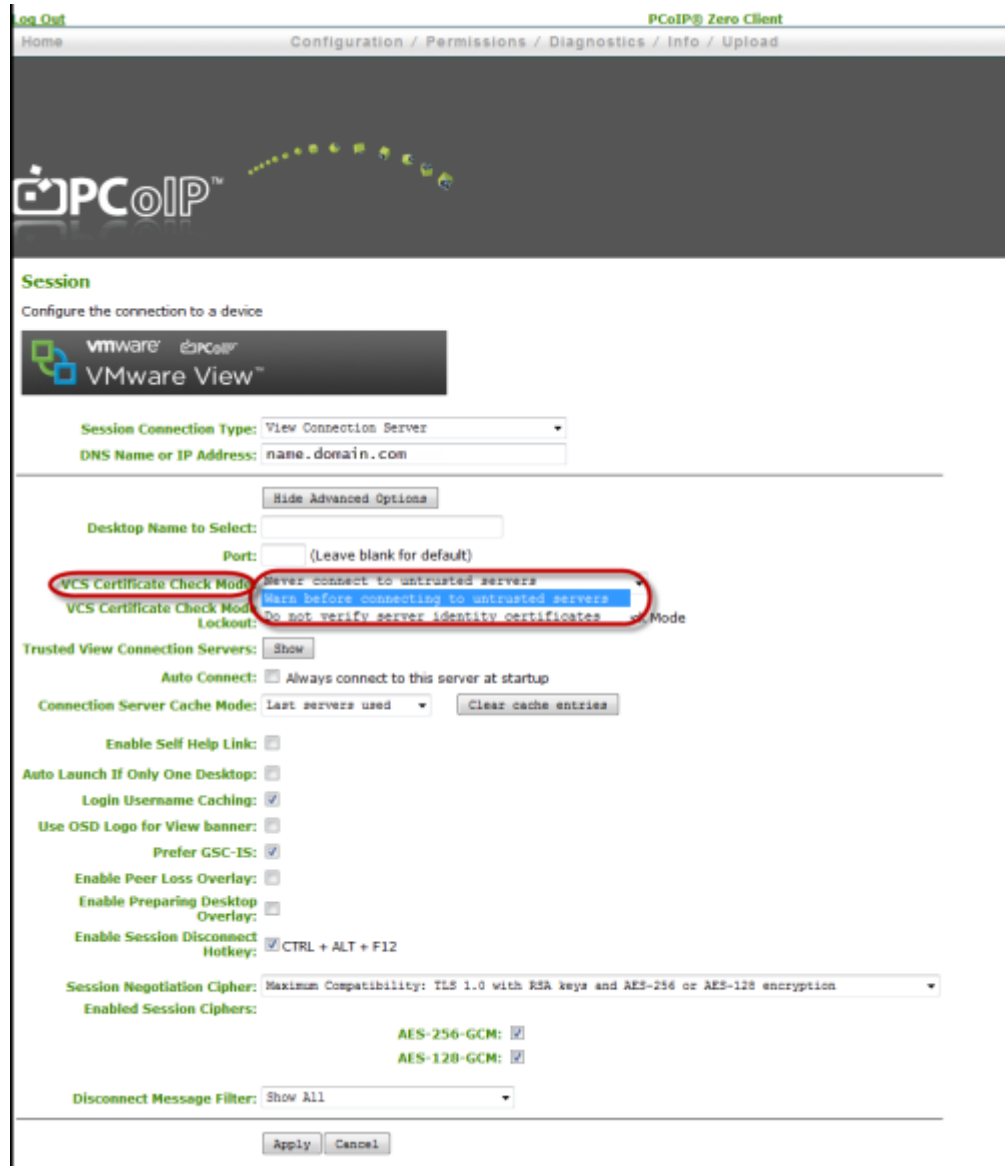 Log Out PCoIP® Zero Client
Home Configuration / Permissions / Diagnostics / Info / Upload
PCoIP™
Session
Configure the connection to a device
vmware PCoIP
VMware View™
Session Connection Type: View Connection Server
DNS Name or IP Address: name.domain.com
Hide Advanced Options
Desktop Name to Select:
Port: (Leave blank for default)
VCS Certificate Check Mode Never connect to untrusted servers
Warn before connecting to untrusted servers
VCS Certificate Check Mode Lockout: Do not verify server identity certificates Mode
Trusted View Connection Servers: Show
Auto Connect: Always connect to this server at startup
Connection Server Cache Mode: Last servers used Clear cache entries
Enable Self Help Link:
Auto Launch If Only One Desktop:
Login Username Caching:
Use OSD Logo for View banner:
Prefer GSC-IS:
Enable Peer Loss Overlay:
Enable Preparing Desktop
Overlay:
Enable Session Disconnect
Hotkey: CTRL + ALT + F12
Session Negotiation Cipher: Maximum Compatibility: TLS 1.0 with RSA keys and AES-256 or AES-128 encryption
Enabled Session Ciphers:
AES-256-GCM:
AES-128-GCM:
Disconnect Message Filter: Show All
Apply Cancel